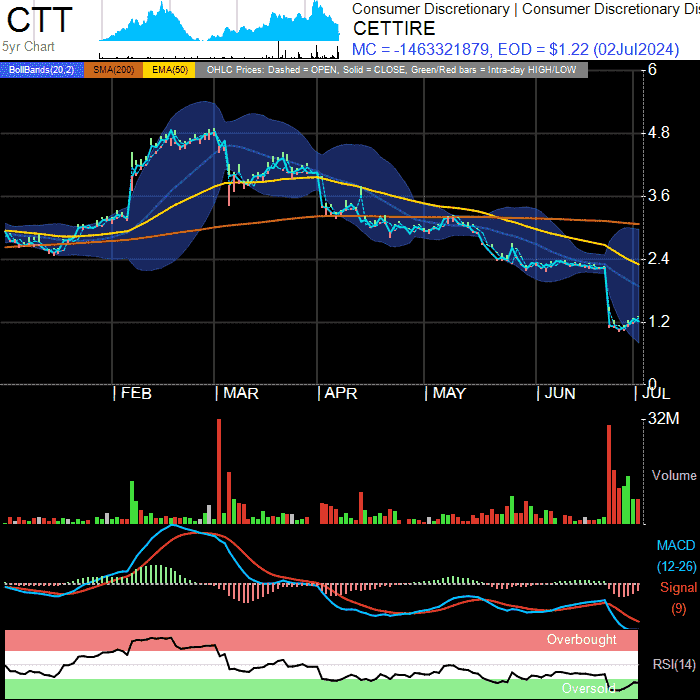 CTT
5yr Chart
Consumer Discretionary | Consumer Discretionary Dis
CETTIRE
MC = -1463321879, EOD = $1.22 (02Jul2024)
BollBands(20,2) SMA(200) EMA(50) OHLC Prices: Dashed = OPEN, Solid = CLOSE, Green/Red bars = Intra-day HIGH/LOW
6
4.8
3.6
2.4
1.2
0
FEB MAR APR MAY JUN JUL
32M
Volume
MACD
(12-26)
Signal
(9)
Overbought
RSI(14)
Oversold